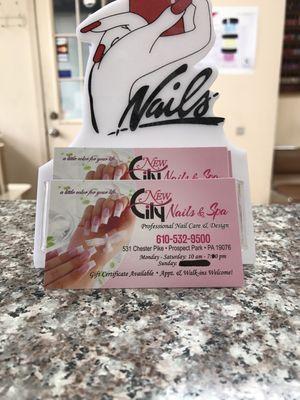 Nails
a little color for your life.
NEW
City Nails & Spa
a little color for your life.
NEW
City Nails & Spa
Professional Nail Care & Design
610-532-9500
531 Chester Pike • Prospect Park • PA 19076
Monday - Saturday: 10 am - 7:00 pm
Sunday:
Gift Certificate Available • Appt. & Walk-ins Welcome!